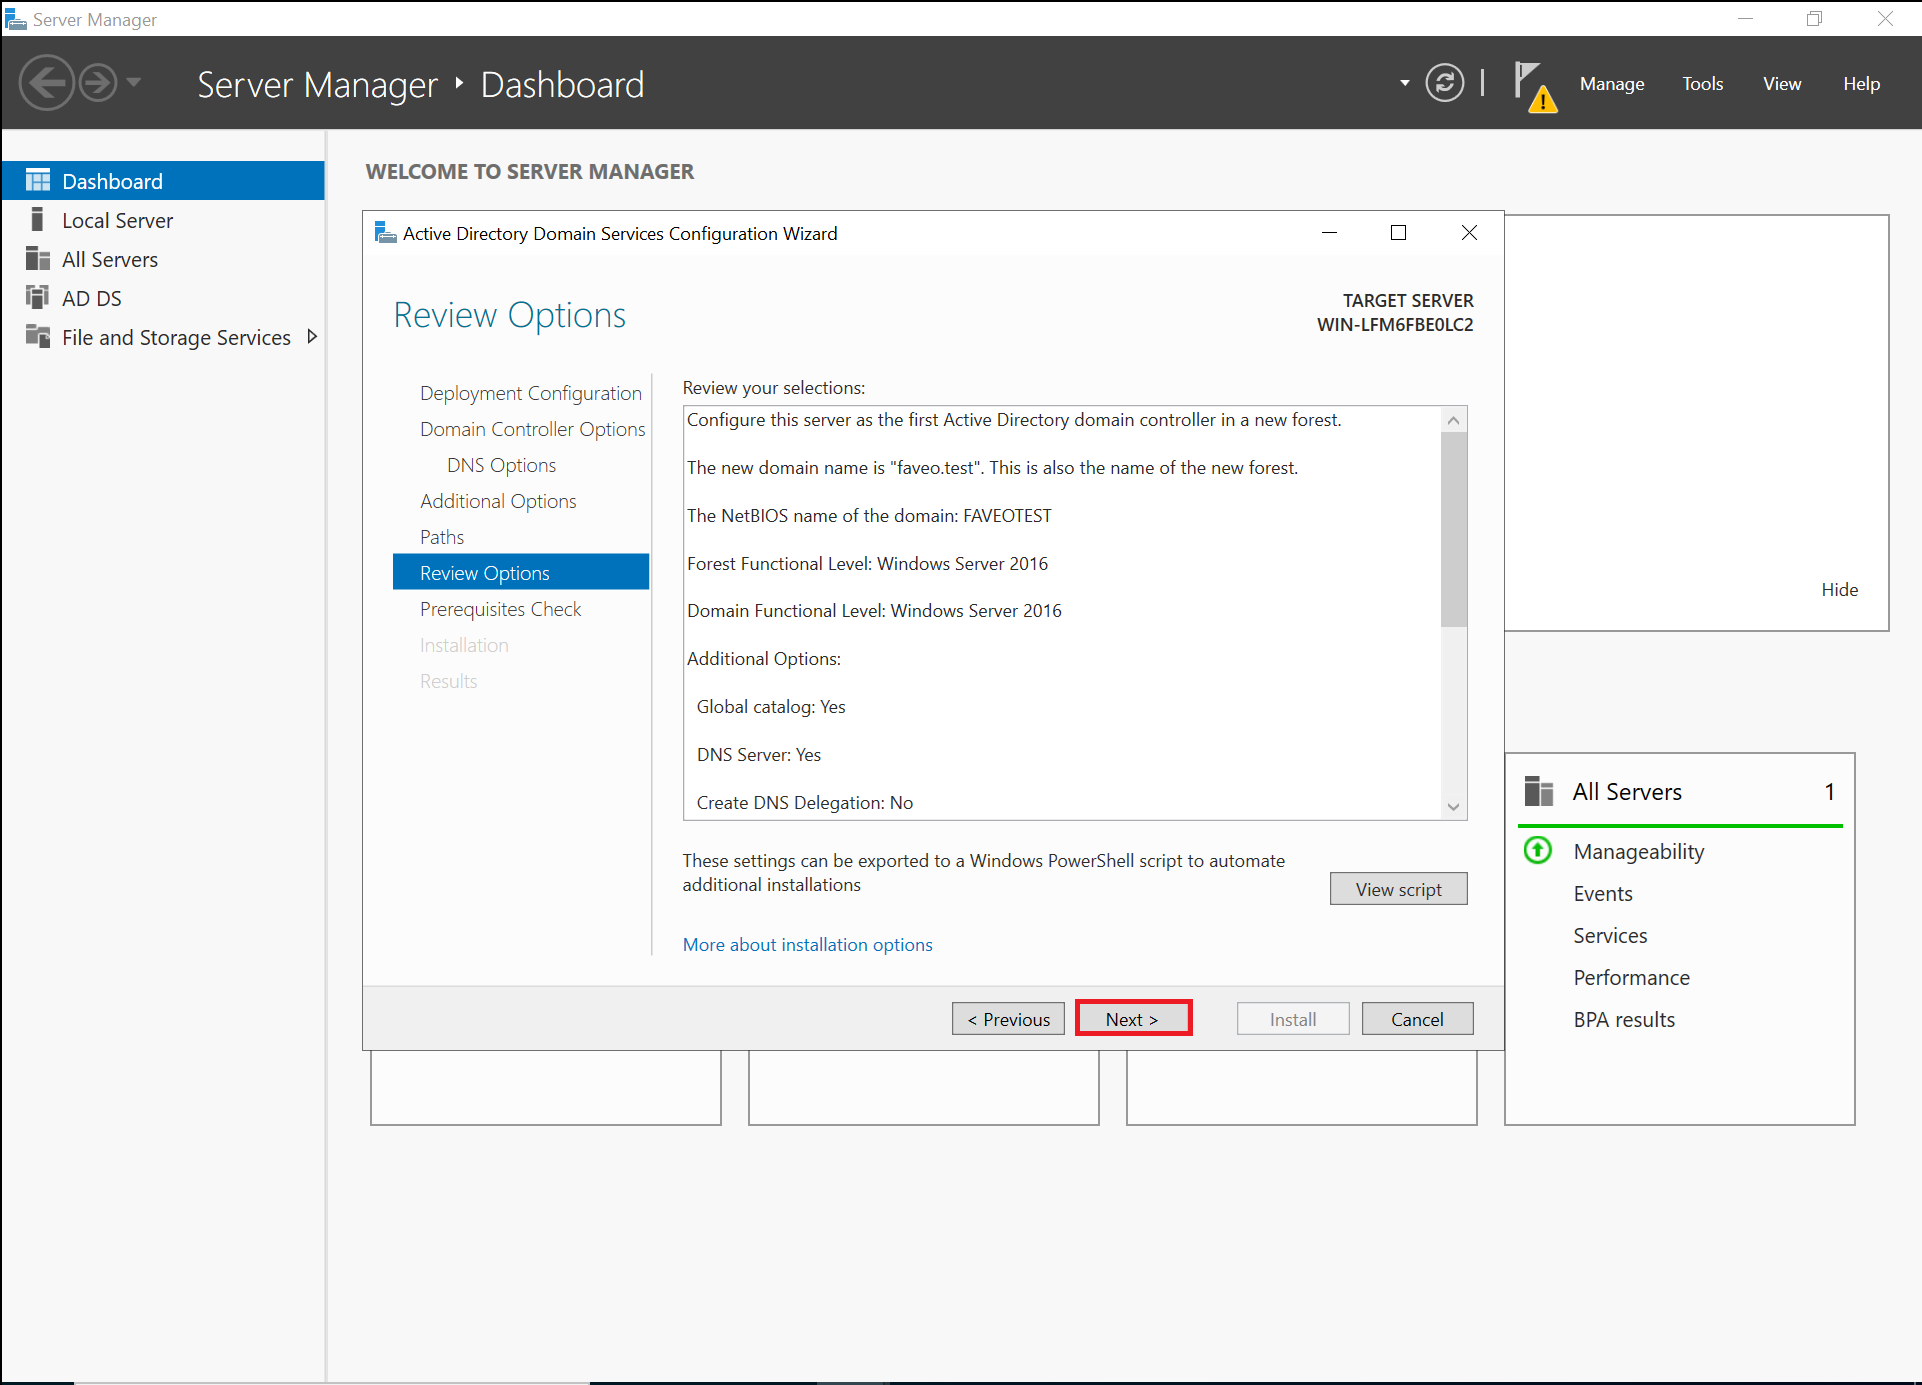 Server Manager
Server Manager ‣ Dashboard
Manage
Tools
View
Help
Dashboard
Local Server
All Servers
AD DS
File and Storage Services
WELCOME TO SERVER MANAGER
Active Directory Domain Services Configuration Wizard
Review Options
TARGET SERVER
WIN-LFM6FBE0LC2
Deployment Configuration
Domain Controller Options
DNS Options
Additional Options
Paths
Review Options
Prerequisites Check
Installation
Results
Review your selections:
Configure this server as the first Active Directory domain controller in a new forest.
The new domain name is "faveo.test". This is also the name of the new forest.
The NetBIOS name of the domain: FAVEOTEST
Forest Functional Level: Windows Server 2016
Domain Functional Level: Windows Server 2016
Additional Options:
Global catalog: Yes
DNS Server: Yes
Create DNS Delegation: No
These settings can be exported to a Windows PowerShell script to automate
additional installations
View script
More about installation options
< Previous
Next >
Install
Cancel
Hide
All Servers 1
Manageability
Events
Services
Performance
BPA results